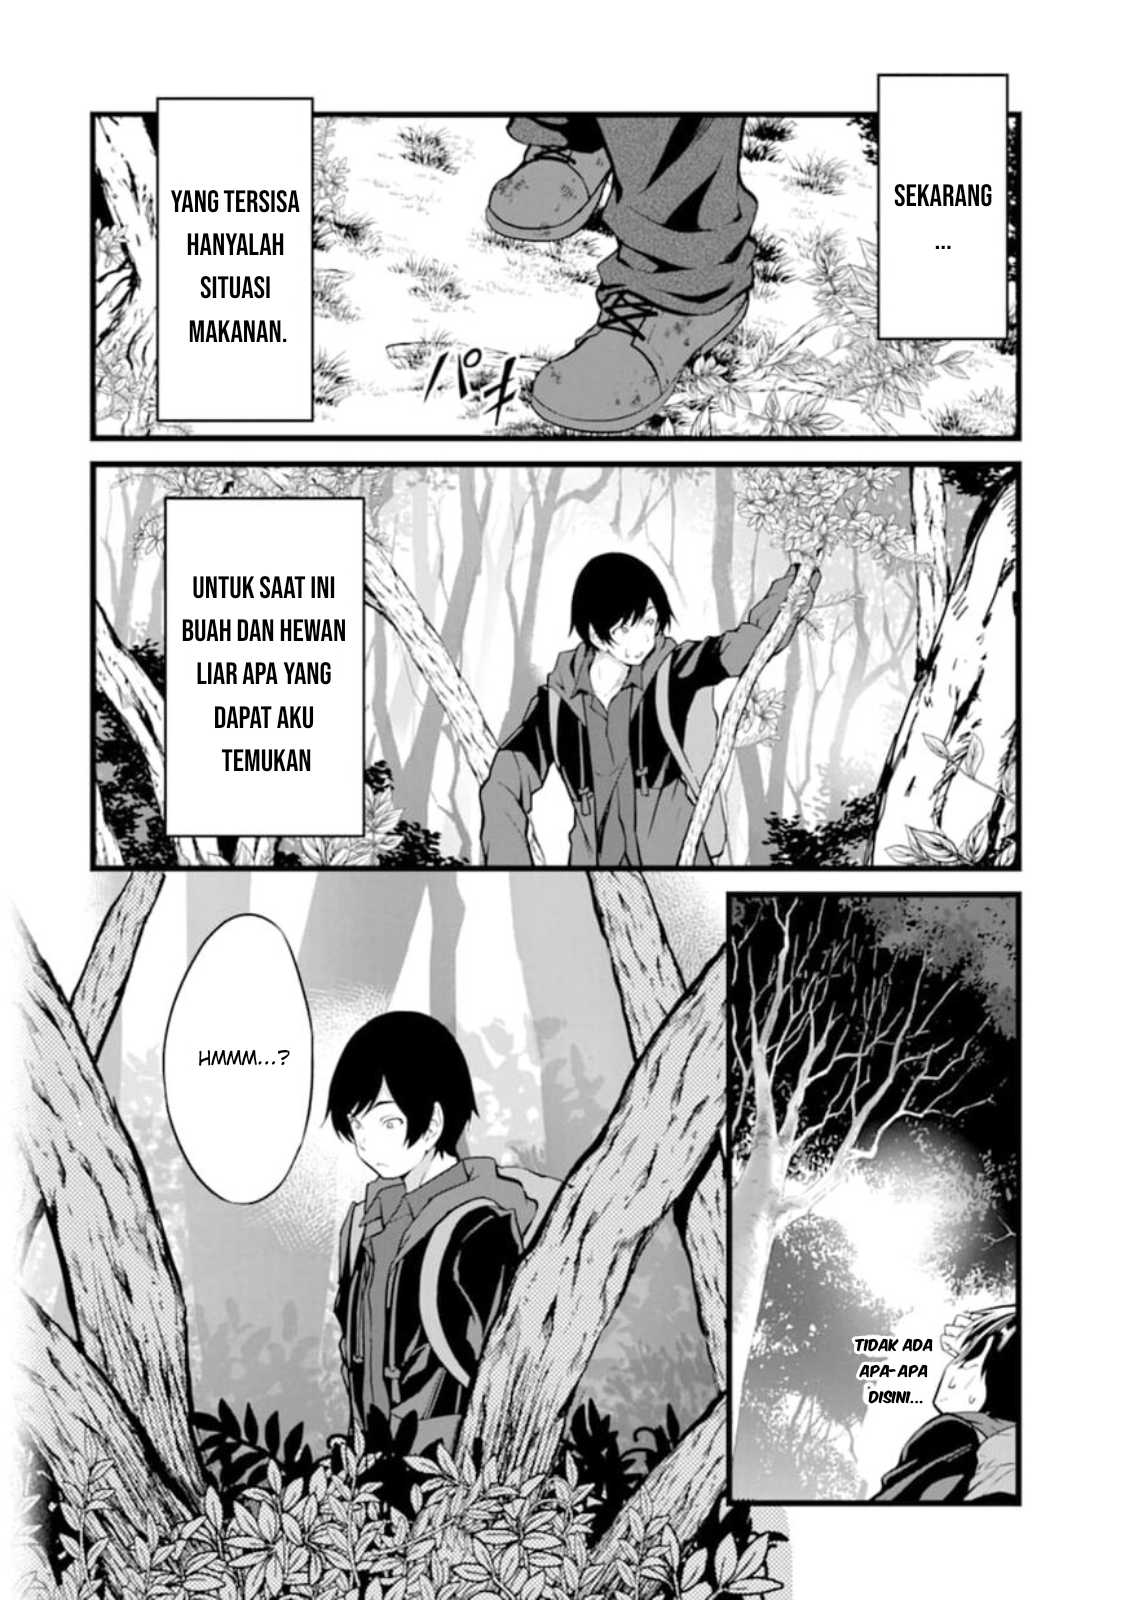 SEKARANG
...
YANG TERSISA
HANYALAH
SITUASI
MAKANAN.
パキ
UNTUK SAAT INI
BUAH DAN HEWAN
LIAR APA YANG
DAPAT AKU
TEMUKAN
TIDAK ADA
APA-APA
DISINI...
HMMM...?